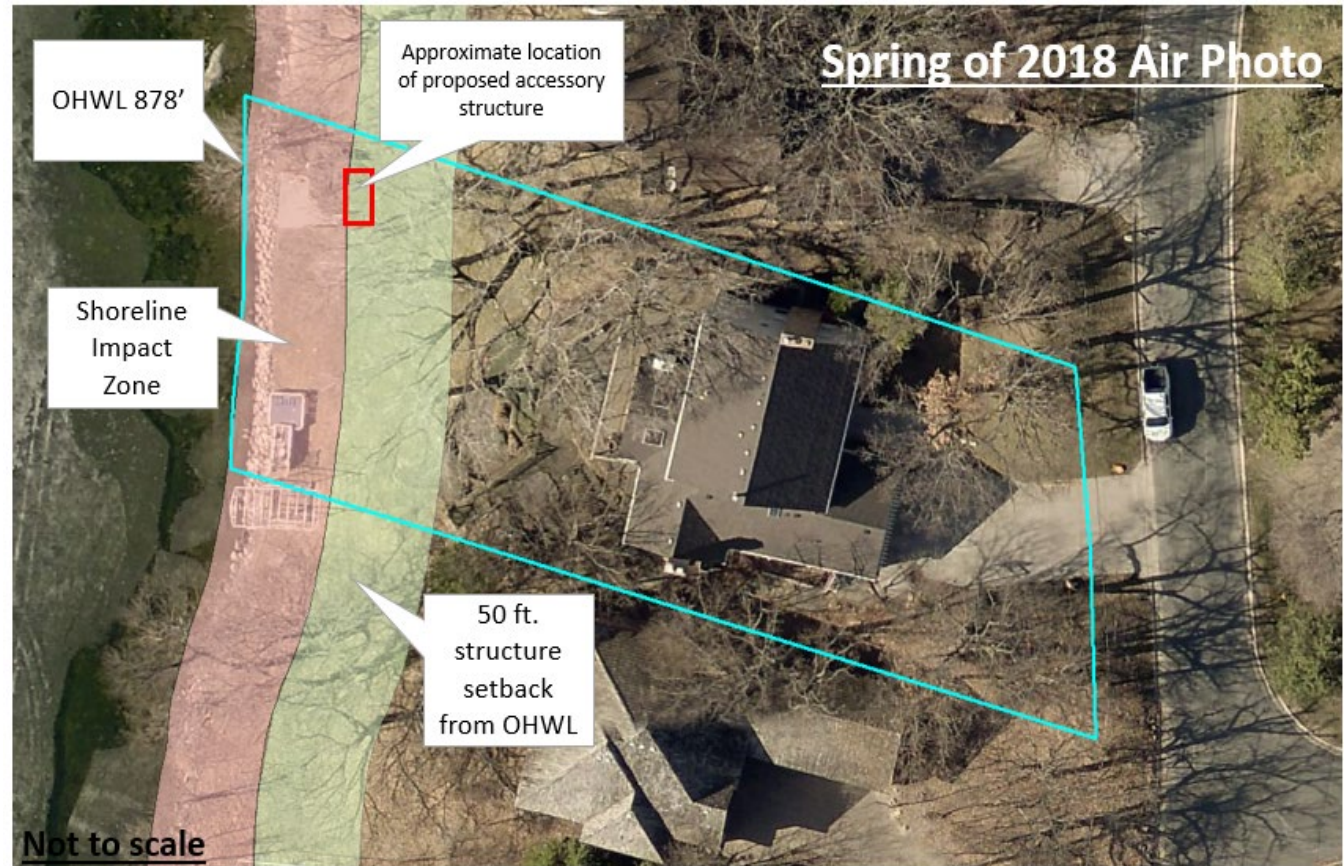 Spring of 2018 Air Photo
OHWL 878’
Approximate location
of proposed accessory
structure
Shoreline
Impact
Zone
50 ft.
structure
setback
from OHWL
Not to scale